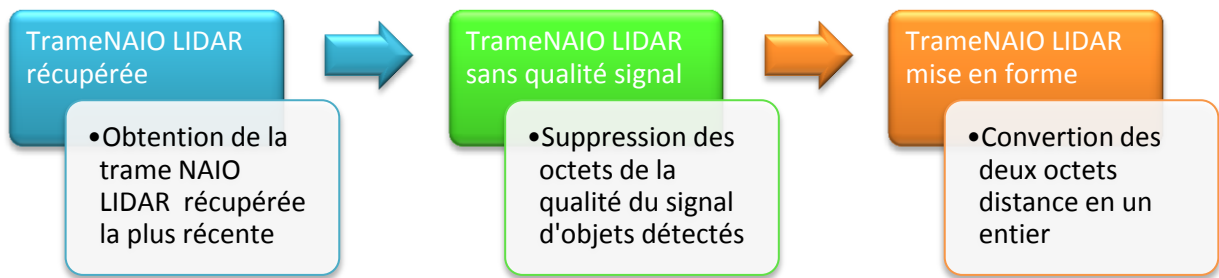 TrameNAIO LIDAR
récupérée
•Obtention de la
trame NAIO
LIDAR récupérée
la plus récente
TrameNAIO LIDAR
sans qualité signal
•Suppression des
octets de la
qualité du signal
d'objets détectés
TrameNAIO LIDAR
mise en forme
•Convertion des
deux octets
distance en un
entier